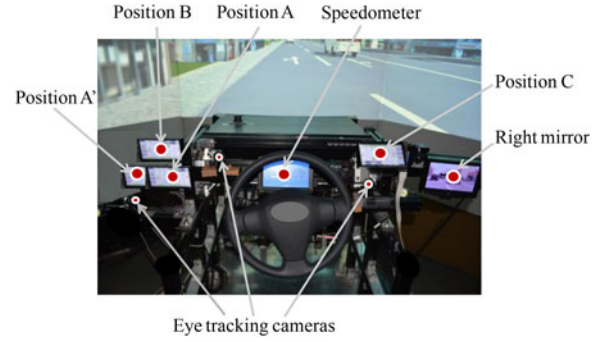 Position B
Position A
Speedometer
Position A'
Position C
Right mirror
Eye tracking cameras